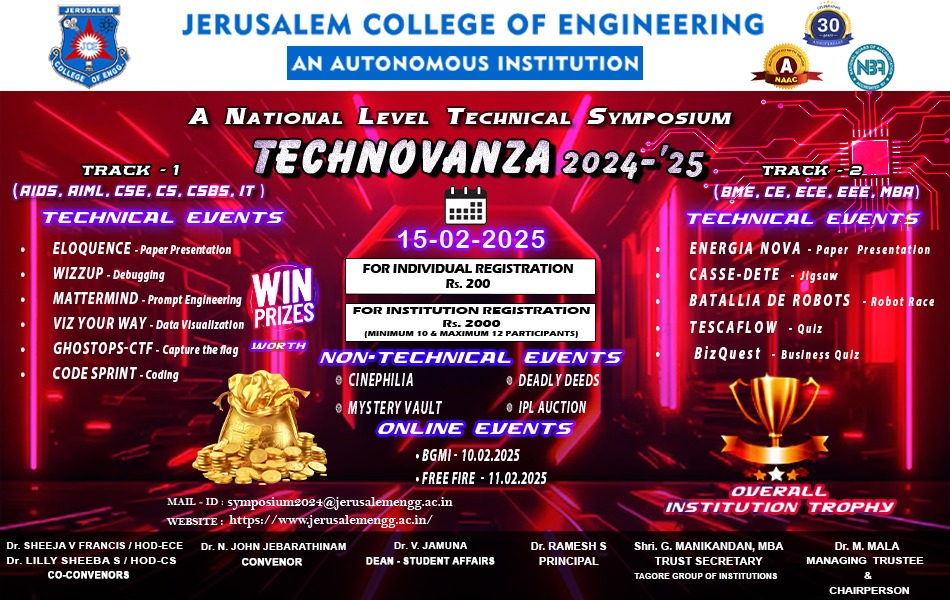 JERUSALEM
JCE
COLLEGE OF ENGG.
JERUSALEM COLLEGE OF ENGINEERING
AN AUTONOMOUS INSTITUTION
CELEBRATING
30
YEARS
ANNIVERSARY
A
NAAC
NBA
A National Level Technical Symposium
TECHNOVANZA 2024-'25
TRACK - 1
(AIDS, AIML, CSE, CS, CSBS, IT )
TECHNICAL EVENTS
• ELOQUENCE - Paper Presentation
• WIZZUP - Debugging
• MATTERMIND - Prompt Engineering
• VIZ YOUR WAY - Data Visualization
• GHOSTOPS-CTF - Capture the flag
• CODE SPRINT - Coding
WIN
PRIZES
WORTH
15-02-2025
FOR INDIVIDUAL REGISTRATION
Rs. 200
FOR INSTITUTION REGISTRATION
Rs. 2000
(MINIMUM 10 & MAXIMUM 12 PARTICIPANTS)
NON-TECHNICAL EVENTS
CINEPHILIA
DEADLY DEEDS
MYSTERY VAULT
IPL AUCTION
ONLINE EVENTS
• BGMI - 10.02.2025
• FREE FIRE - 11.02.2025
TRACK - 2
(BME, CE, ECE, EEE, MBA)
TECHNICAL EVENTS
• ENERGIA NOVA - Paper Presentation
• CASSE-DETE - Jigsaw
• BATALLIA DE ROBOTS - Robot Race
• TESCAFLOW - Quiz
• BizQuest - Business Quiz
OVERALL
INSTITUTION TROPHY
MAIL - ID : symposium2024@jerusalemengg.ac.in
WEBSITE : https://www.jerusalemengg.ac.in/
Dr. SHEEJA V FRANCIS / HOD-ECE
Dr. LILLY SHEEBA S / HOD-CS
CO-CONVENORS
Dr. N. JOHN JEBARATHINAM
CONVENOR
Dr. V. JAMUNA
DEAN - STUDENT AFFAIRS
Dr. RAMESH S
PRINCIPAL
Shri. G. MANIKANDAN, MBA
TRUST SECRETARY
TAGORE GROUP OF INSTITUTIONS
Dr. M. MALA
MANAGING TRUSTEE
&
CHAIRPERSON